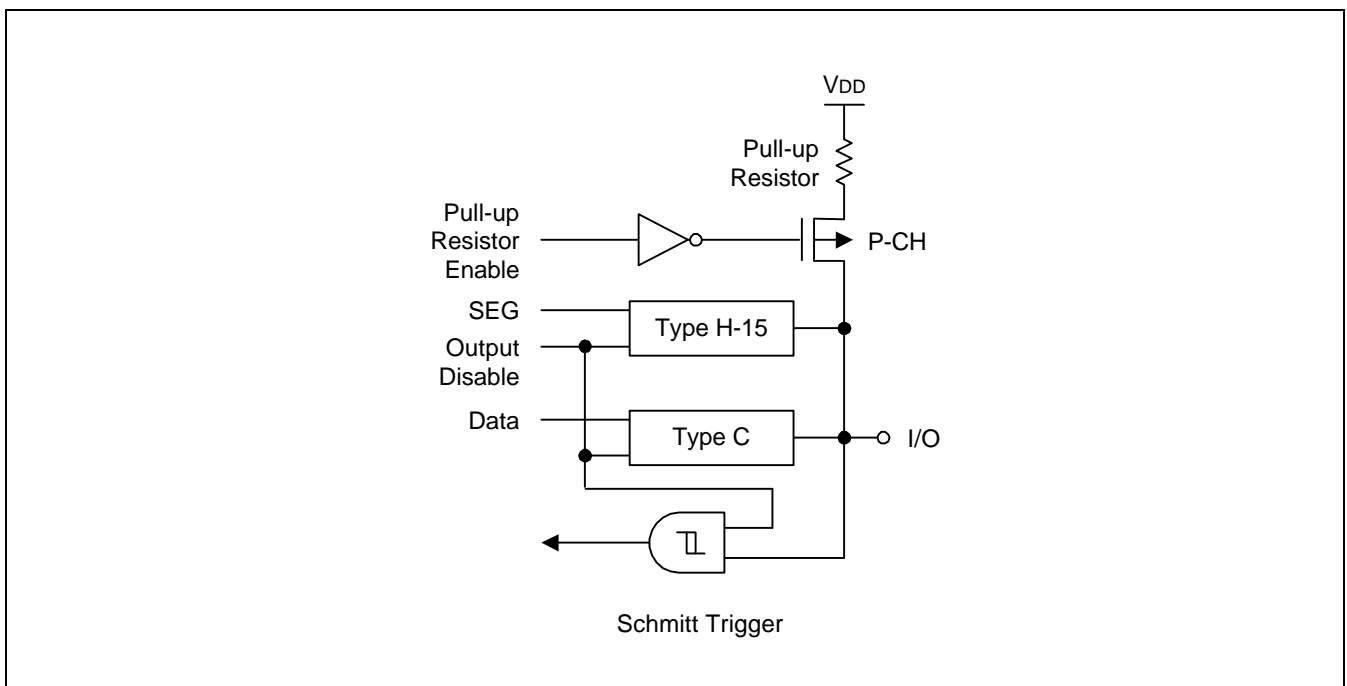 VDD
Pull-up
Resistor
Pull-up
Resistor
Enable
P-CH
SEG
Type H-15
Output
Disable
Data
Type C
I/O
Schmitt Trigger